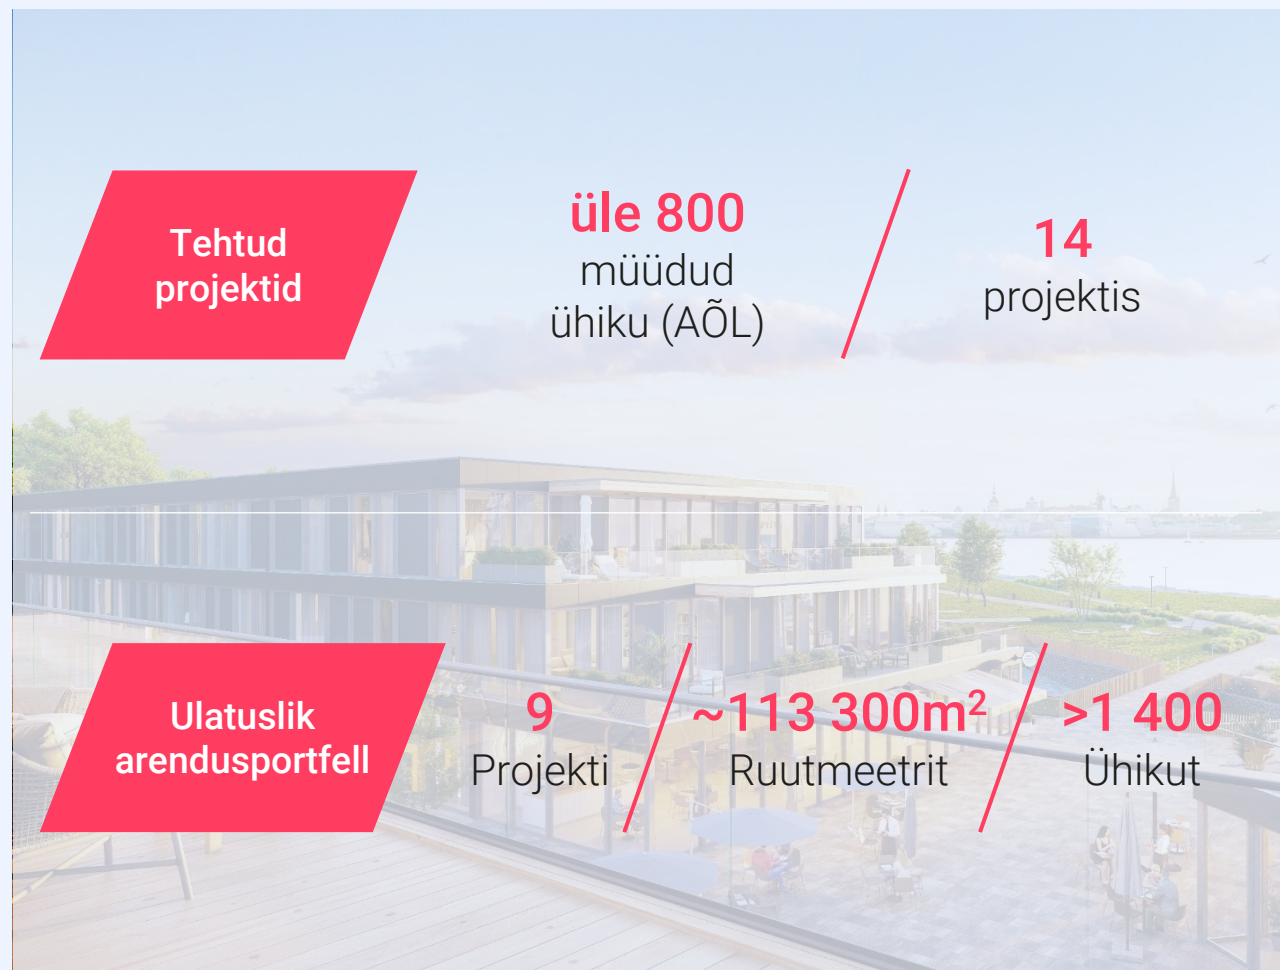 Tehtud
projektid
üle 800
müüdud
ühiku (AÕL)
14
projektis
Ulatuslik
arendusportfell
9
Projekti
~113 300m²
Ruutmeetrit
>1 400
Ühikut